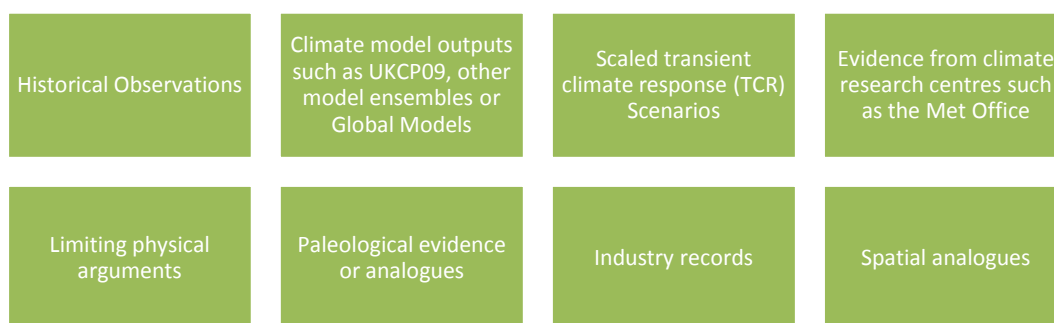 Historical Observations
Climate model outputs
such as UKCP09, other
model ensembles or
Global Models
Scaled transient
climate response (TCR)
Scenarios
Evidence from climate
research centres such
as the Met Office
Limiting physical
arguments
Paleological evidence
or analogues
Industry records
Spatial analogues